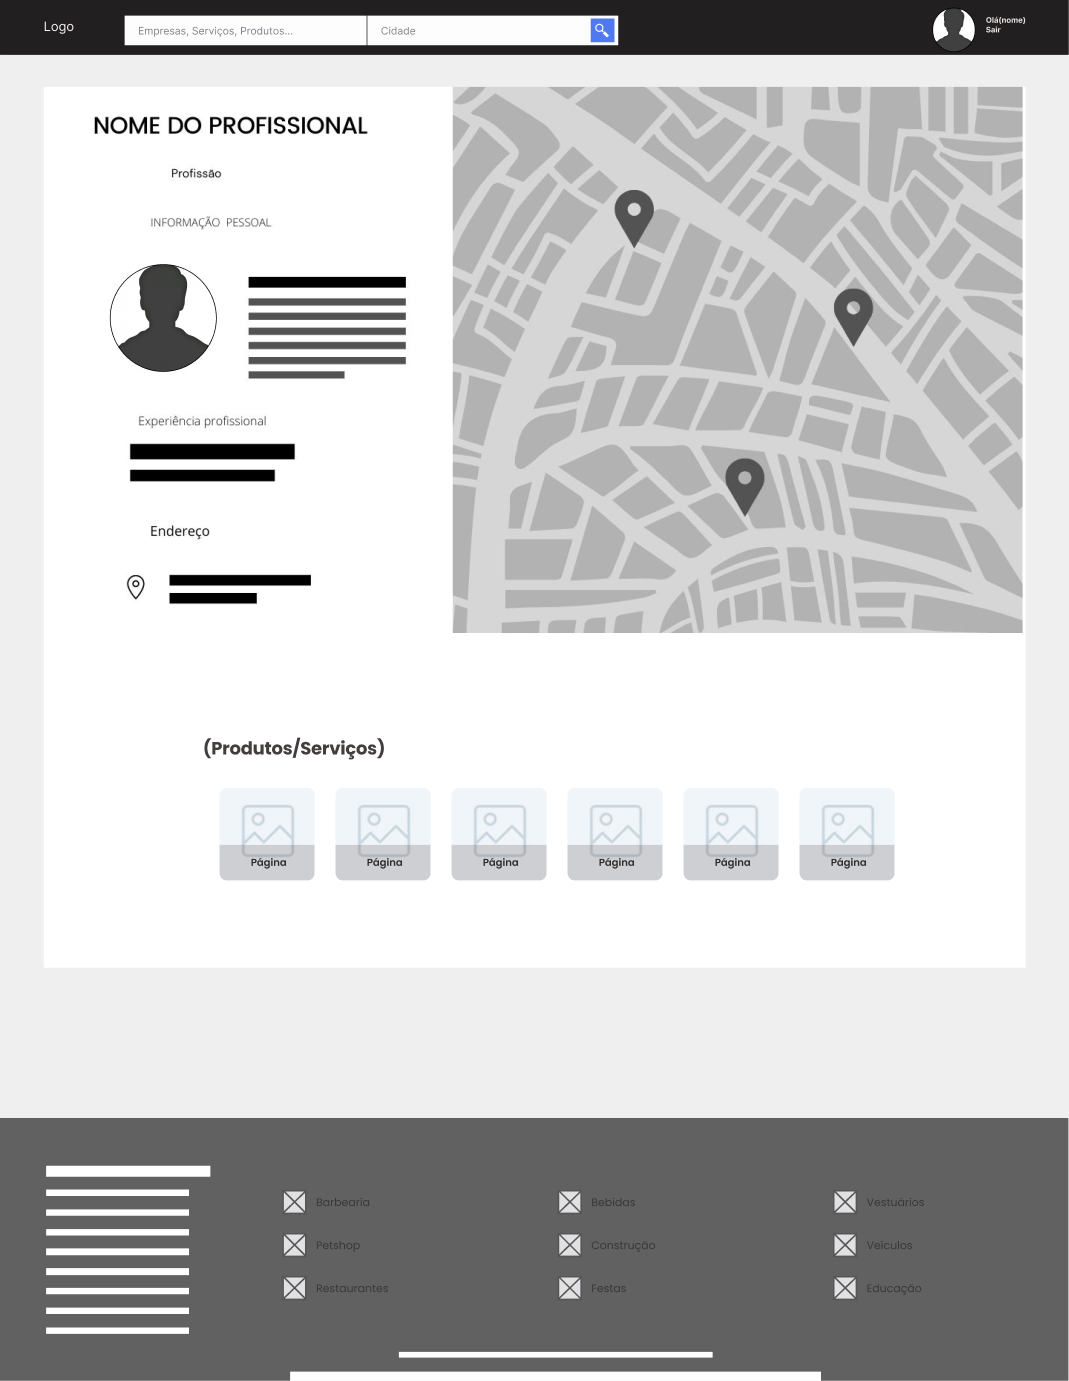 Logo
Empresas, Serviços, Produtos...
Cidade
Olá(nome)
Sair
NOME DO PROFISSIONAL
Profissão
INFORMAÇÃO PESSOAL
Experiência profissional
Endereço
(Produtos/Serviços)
Página
Página
Página
Página
Página
Página
Barbearia
Bebidas
Vestuários
Petshop
Construção
Veículos
Restaurantes
Festas
Educação